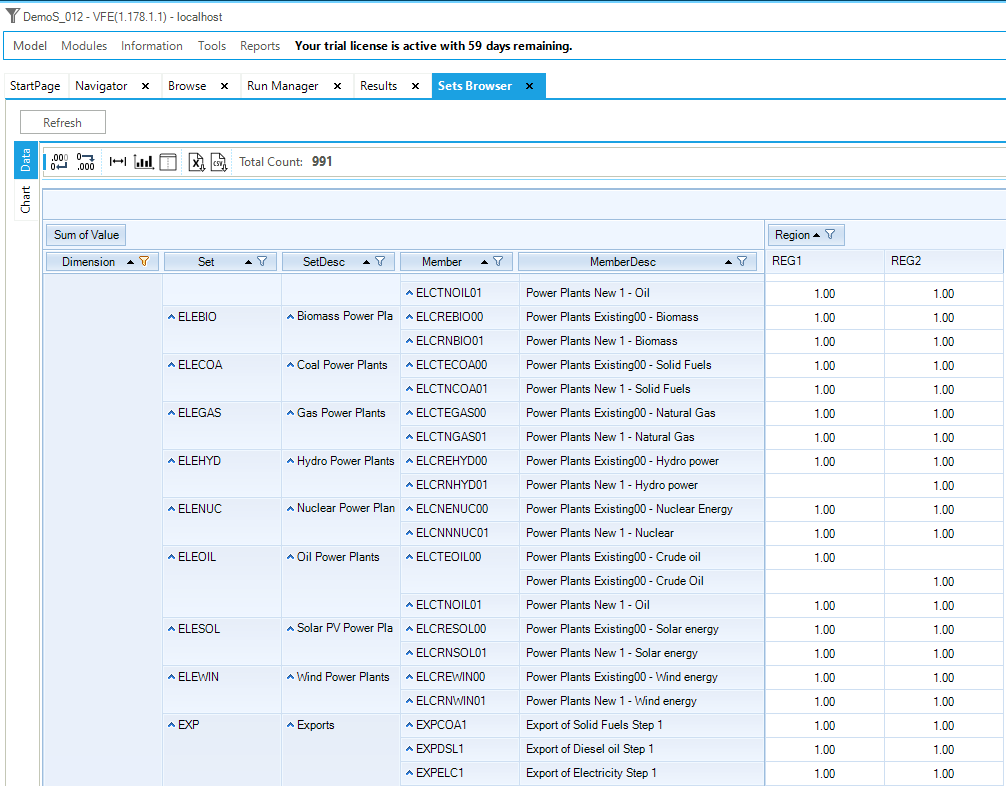 DemoS_012 - VFE(1.178.1.1) - localhost
Model Modules Information Tools Reports Your trial license is active with 59 days remaining.
StartPage Navigator × Browse × Run Manager × Results × Sets Browser ×
Refresh
Data
Chart
.000 0 0 .000 X CSV Total Count: 991
Sum of Value Region
Dimension Set SetDesc Member MemberDesc REG1 REG2
ELCTNOIL01 Power Plants New 1 - Oil 1.00 1.00
ELEBIO Biomass Power Pla ELCREBIO00 Power Plants Existing00 - Biomass 1.00 1.00
ELCRNBIO01 Power Plants New 1 - Biomass 1.00 1.00
ELECOA Coal Power Plants ELCTECOA00 Power Plants Existing00 - Solid Fuels 1.00 1.00
ELCTNCOA01 Power Plants New 1 - Solid Fuels 1.00 1.00
ELEGAS Gas Power Plants ELCTEGAS00 Power Plants Existing00 - Natural Gas 1.00 1.00
ELCTNGAS01 Power Plants New 1 - Natural Gas 1.00 1.00
ELEHYD Hydro Power Plants ELCREHYD00 Power Plants Existing00 - Hydro power 1.00 1.00
ELCRNHYD01 Power Plants New 1 - Hydro power 1.00
ELENUC Nuclear Power Plan ELCNENUC00 Power Plants Existing00 - Nuclear Energy 1.00 1.00
ELCNNNUC01 Power Plants New 1 - Nuclear 1.00 1.00
ELEOIL Oil Power Plants ELCTEOIL00 Power Plants Existing00 - Crude oil 1.00
Power Plants Existing00 - Crude Oil 1.00
ELCTNOIL01 Power Plants New 1 - Oil 1.00 1.00
ELESOL Solar PV Power Pla ELCRESOL00 Power Plants Existing00 - Solar energy 1.00 1.00
ELCRNSOL01 Power Plants New 1 - Solar energy 1.00 1.00
ELEWIN Wind Power Plants ELCREWIN00 Power Plants Existing00 - Wind energy 1.00 1.00
ELCRNWIN01 Power Plants New 1 - Wind energy 1.00 1.00
EXP Exports EXPCOA1 Export of Solid Fuels Step 1 1.00 1.00
EXPDSL1 Export of Diesel oil Step 1 1.00 1.00
EXPELC1 Export of Electricity Step 1 1.00 1.00